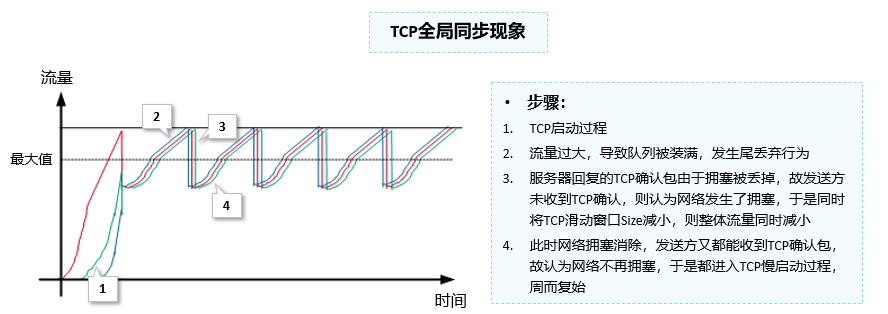 TCP全局同步现象
流量
最大值
2
3
4
1
时间
• 步骤：
1. TCP启动过程
2. 流量过大，导致队列被装满，发生尾丢弃行为
3. 服务器回复的TCP确认包由于拥塞被丢掉，故发送方
未收到TCP确认，则认为网络发生了拥塞，于是同时
将TCP滑动窗口Size减小，则整体流量同时减小
4. 此时网络拥塞消除，发送方又都能收到TCP确认包，
故认为网络不再拥塞，于是都进入TCP慢启动过程，
周而复始